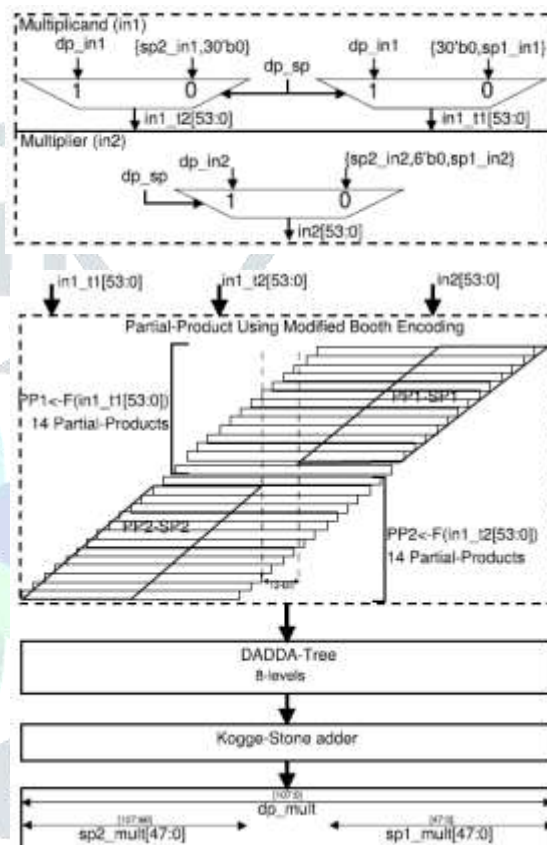 Multiplicand (in1)
dp_in1 {sp2_in1,30'b0} dp_in1 {30'b0,sp1_in1}
dp_sp
1 0 1 0
in1_t2[53:0] in1_t1[53:0]
Multiplier (in2)
dp_in2 {sp2_in2,6'b0,sp1_in2}
dp_sp
1 0
in2[53:0]
in1_t1[53:0] in1_t2[53:0] in2[53:0]
Partial-Product Using Modified Booth Encoding
PP1<-F(in1_t1[53:0])
14 Partial-Products
PP1-SP1
PP2-SP2
PP2<-F(in1_t2[53:0])
14 Partial-Products
DADDA-Tree
8-levels
Kogge-Stone adder
[107:0]
dp_mult
[47:0]
sp2_mult[47:0] sp1_mult[47:0]